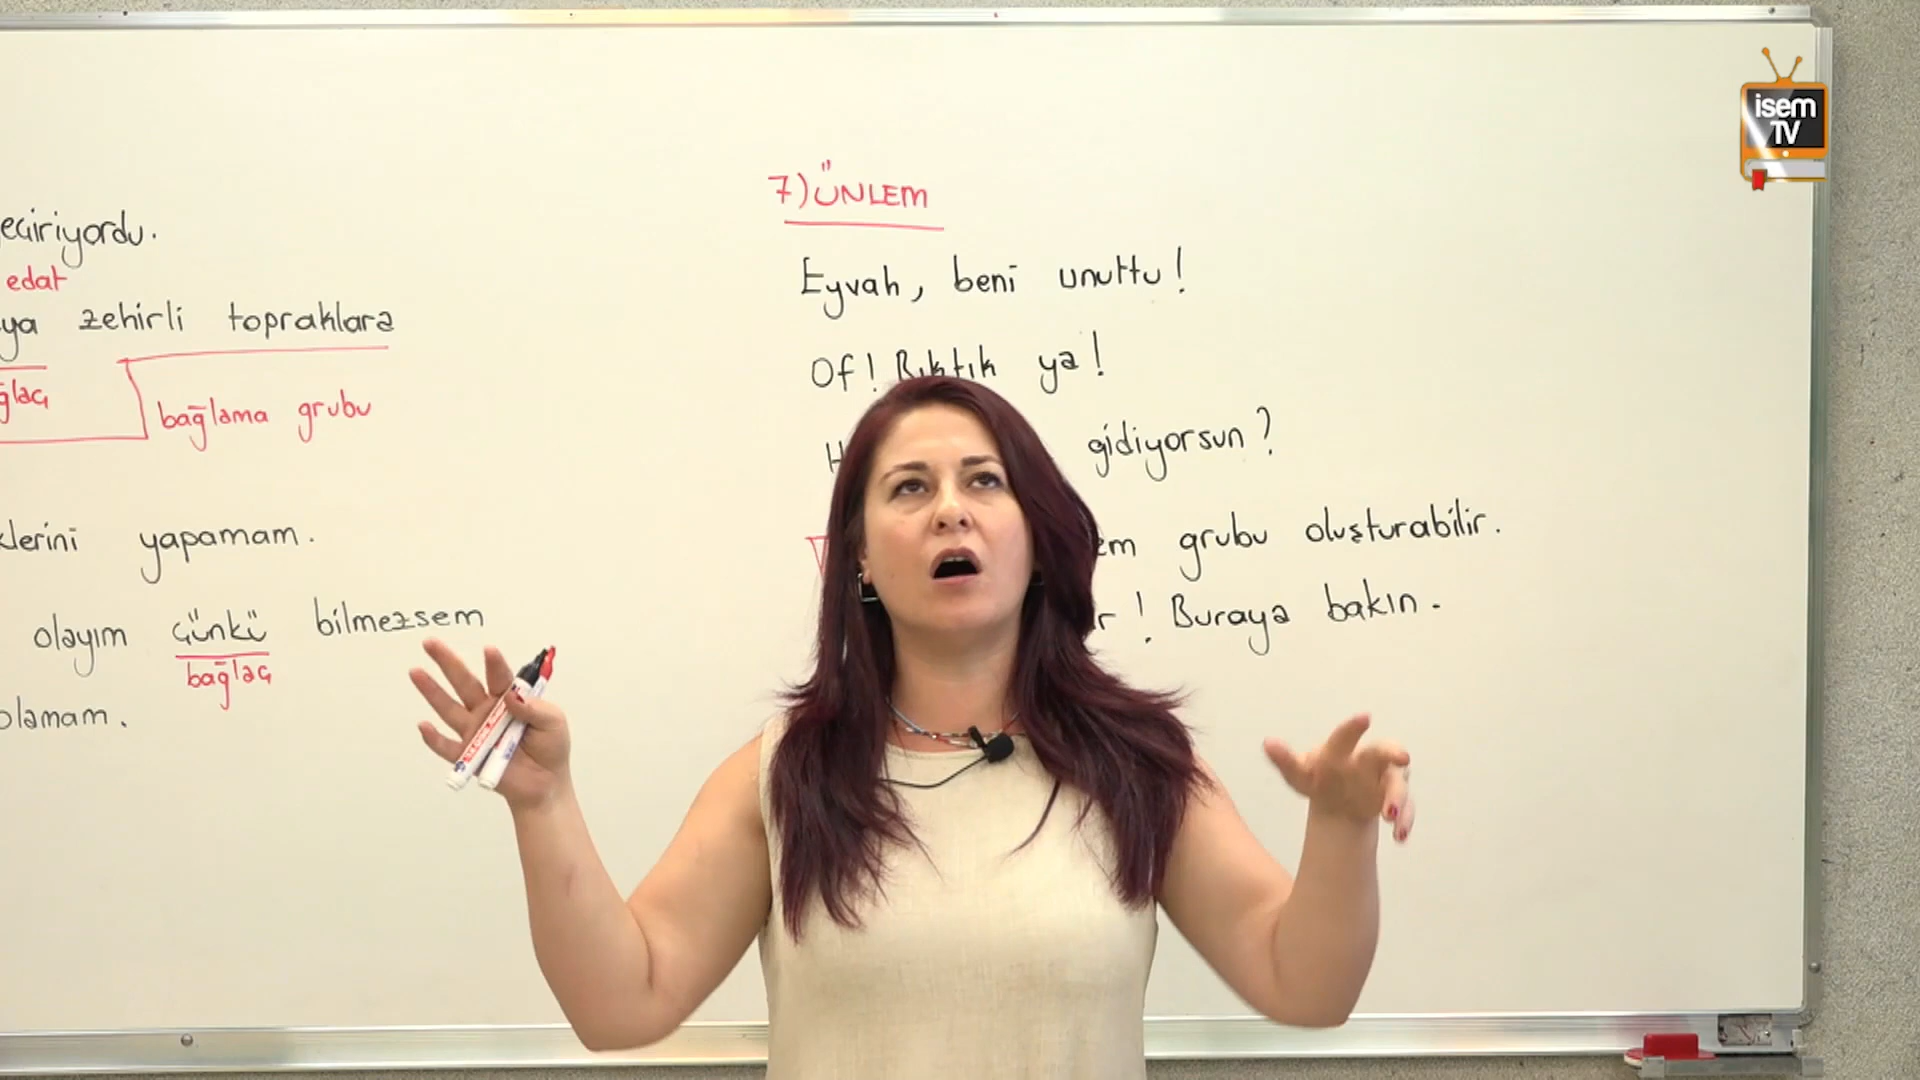 eçiriyordu.
edat
ya zehirli topraklara
ğlaç
bağlama grubu
klerini yapamam.
olayım çünkü bilmezsem
bağlaç
olamam.
7) ÜNLEM
Eyvah, beni unuttu!
Of! Bıktık ya!
gidiyorsun?
em grubu oluşturabilir.
r! Buraya bakın.
isem
TV